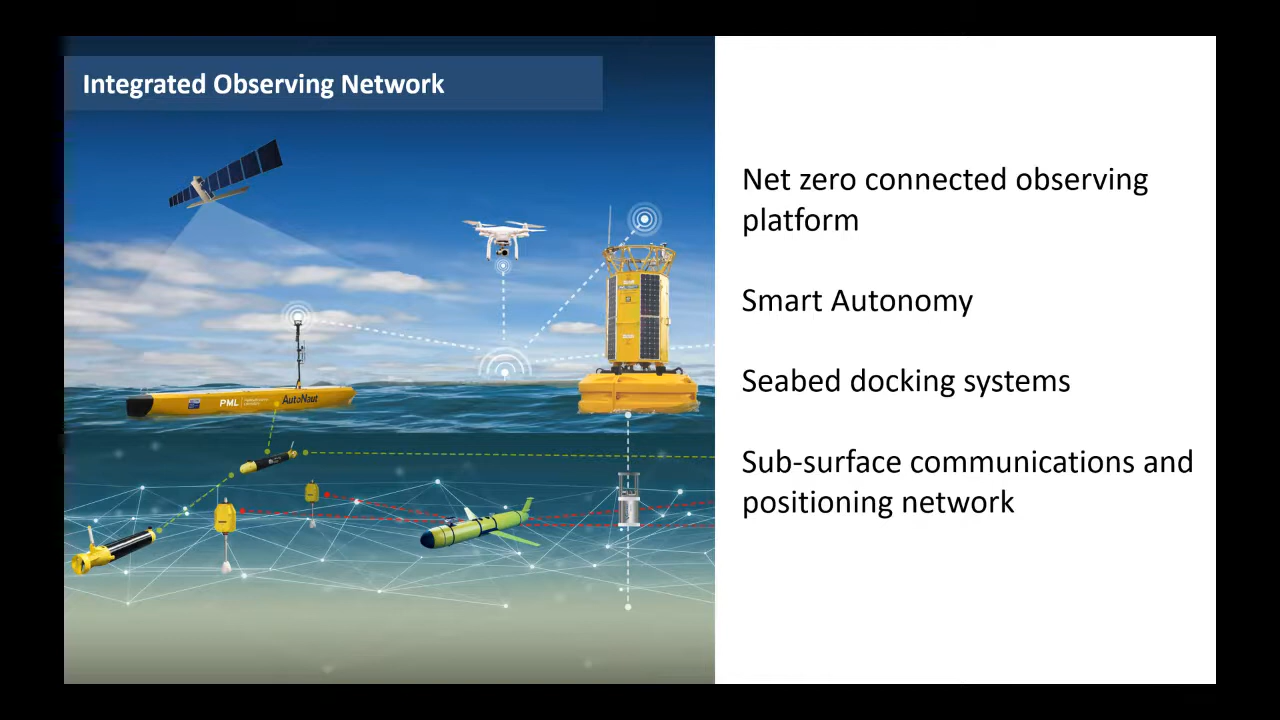 Integrated Observing Network
Net zero connected observing
platform
Smart Autonomy
Seabed docking systems
Sub-surface communications and
positioning network
PML
AutoNaut